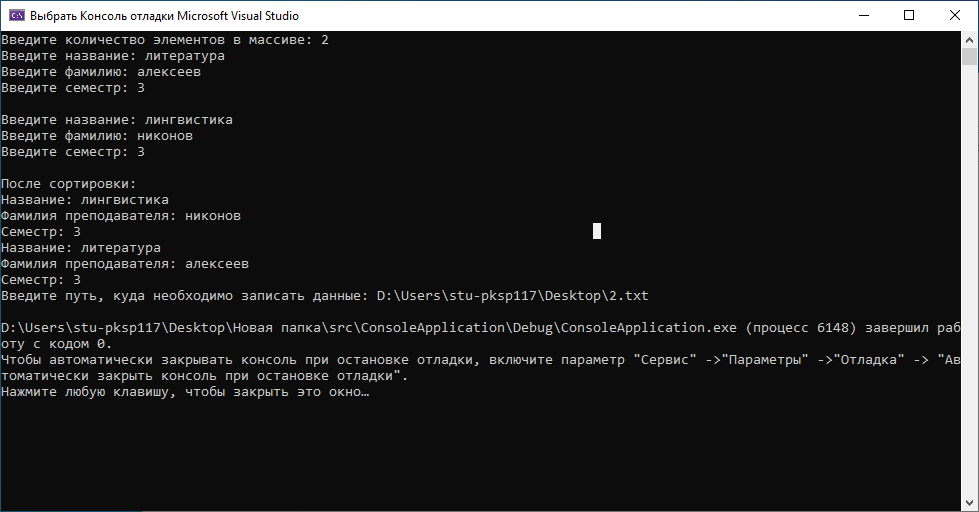 Выбрать Консоль отладки Microsoft Visual Studio
Введите количество элементов в массиве: 2
Введите название: литература
Введите фамилию: алексеев
Введите семестр: 3
Введите название: лингвистика
Введите фамилию: никонов
Введите семестр: 3
После сортировки:
Название: лингвистика
Фамилия преподавателя: никонов
Семестр: 3
Название: литература
Фамилия преподавателя: алексеев
Семестр: 3
Введите путь, куда необходимо записать данные: D:\Users\stu-pksp117\Desktop\2.txt
D:\Users\stu-pksp117\Desktop\Новая папка\src\ConsoleApplication\Debug\ConsoleApplication.exe (процесс 6148) завершил раб
оту с кодом 0.
Чтобы автоматически закрывать консоль при остановке отладки, включите параметр "Сервис" ->"Параметры" ->"Отладка" -> "Ав
томатически закрыть консоль при остановке отладки".
Нажмите любую клавишу, чтобы закрыть это окно…